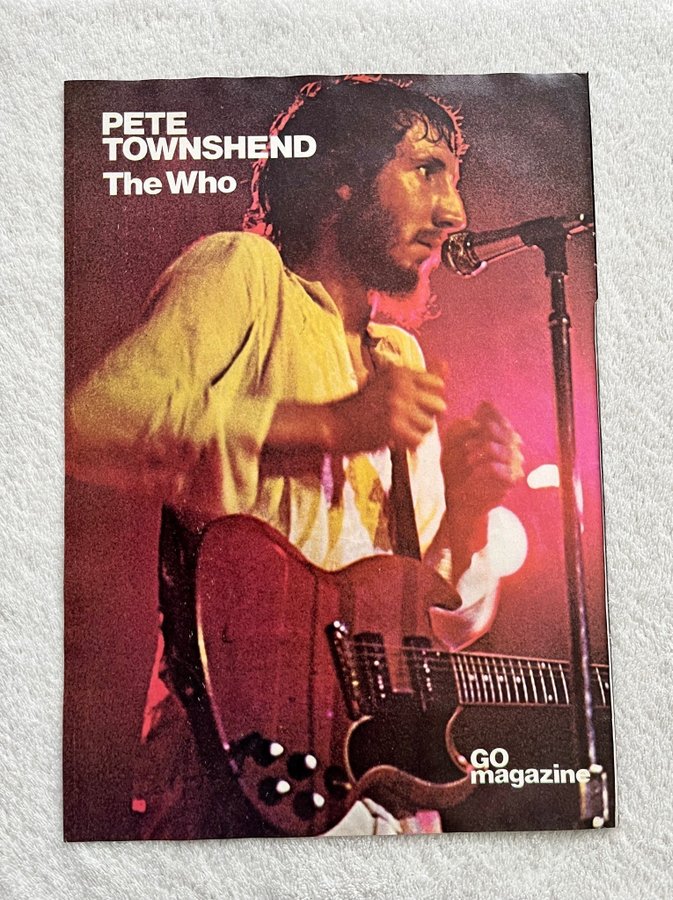 PETE
TOWNSHEND
The Who
GO
magazine